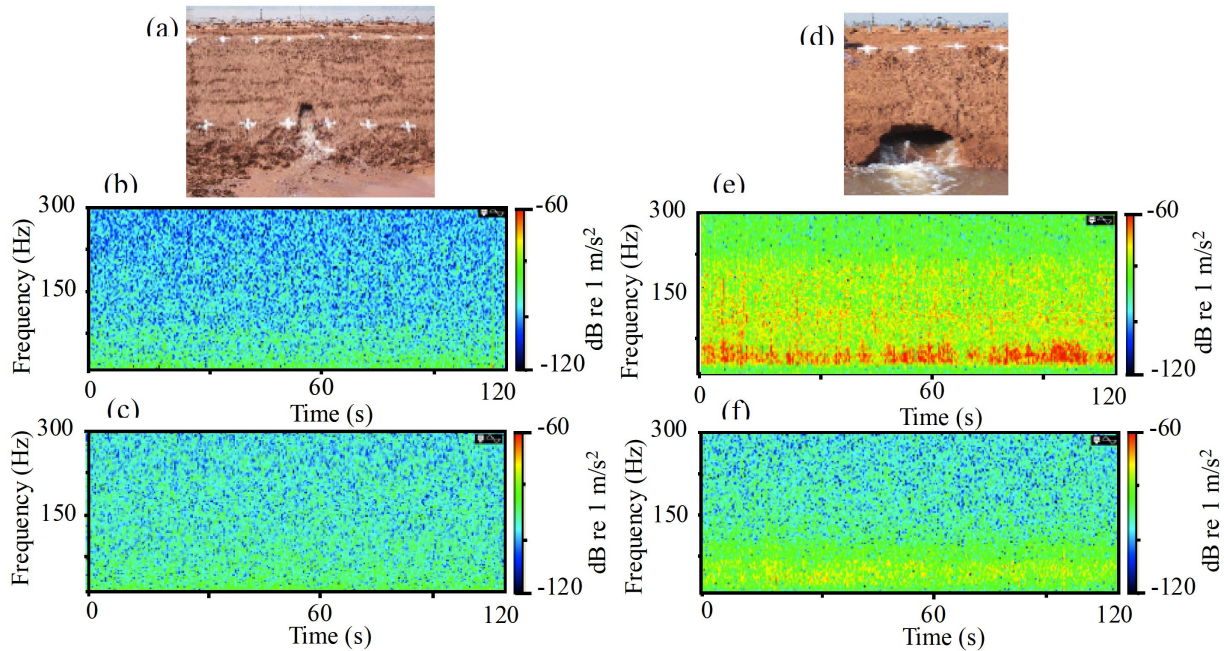 (a)
(d)
(b)
300
150
Frequency (Hz)
0
60
120
Time (s)
-60
-120
dB re 1 m/s²
(e)
300
150
Frequency (Hz)
0
60
120
Time (s)
-60
-120
dB re 1 m/s²
(c)
300
150
Frequency (Hz)
0
60
120
Time (s)
-60
-120
dB re 1 m/s²
(f)
300
150
Frequency (Hz)
0
60
120
Time (s)
-60
-120
dB re 1 m/s²